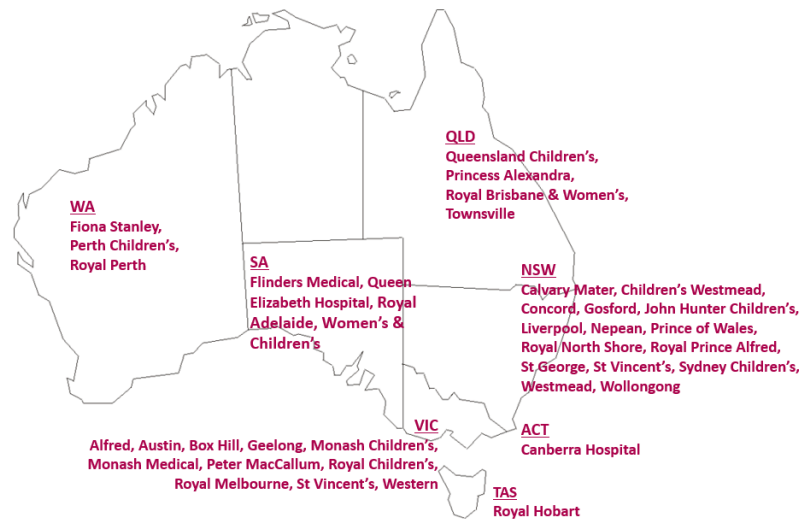 QLD
Queensland Children's,
Princess Alexandra,
Royal Brisbane & Women's,
Townsville
WA
Fiona Stanley,
Perth Children's,
Royal Perth
SA
Flinders Medical, Queen
Elizabeth Hospital, Royal
Adelaide, Women's &
Children's
NSW
Calvary Mater, Children's Westmead,
Concord, Gosford, John Hunter Children's,
Liverpool, Nepean, Prince of Wales,
Royal North Shore, Royal Prince Alfred,
St George, St Vincent's, Sydney Children's,
Westmead, Wollongong
VIC
Alfred, Austin, Box Hill, Geelong, Monash Children's,
Monash Medical, Peter MacCallum, Royal Children's,
Royal Melbourne, St Vincent's, Western
ACT
Canberra Hospital
TAS
Royal Hobart